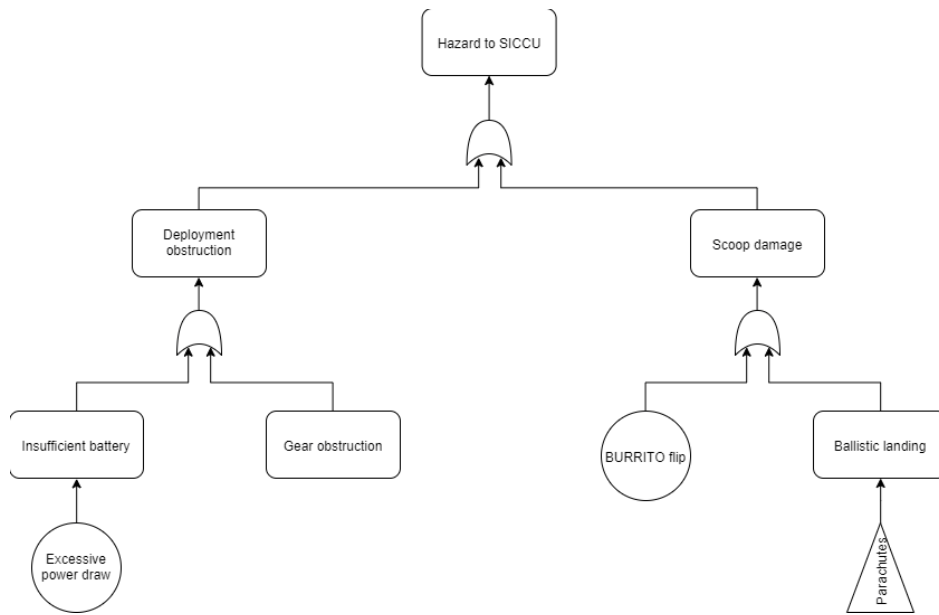 Hazard to SICCU
Deployment
obstruction
Scoop damage
Insufficient battery
Gear obstruction
BURRITO flip
Ballistic landing
Excessive
power draw
Parachutes